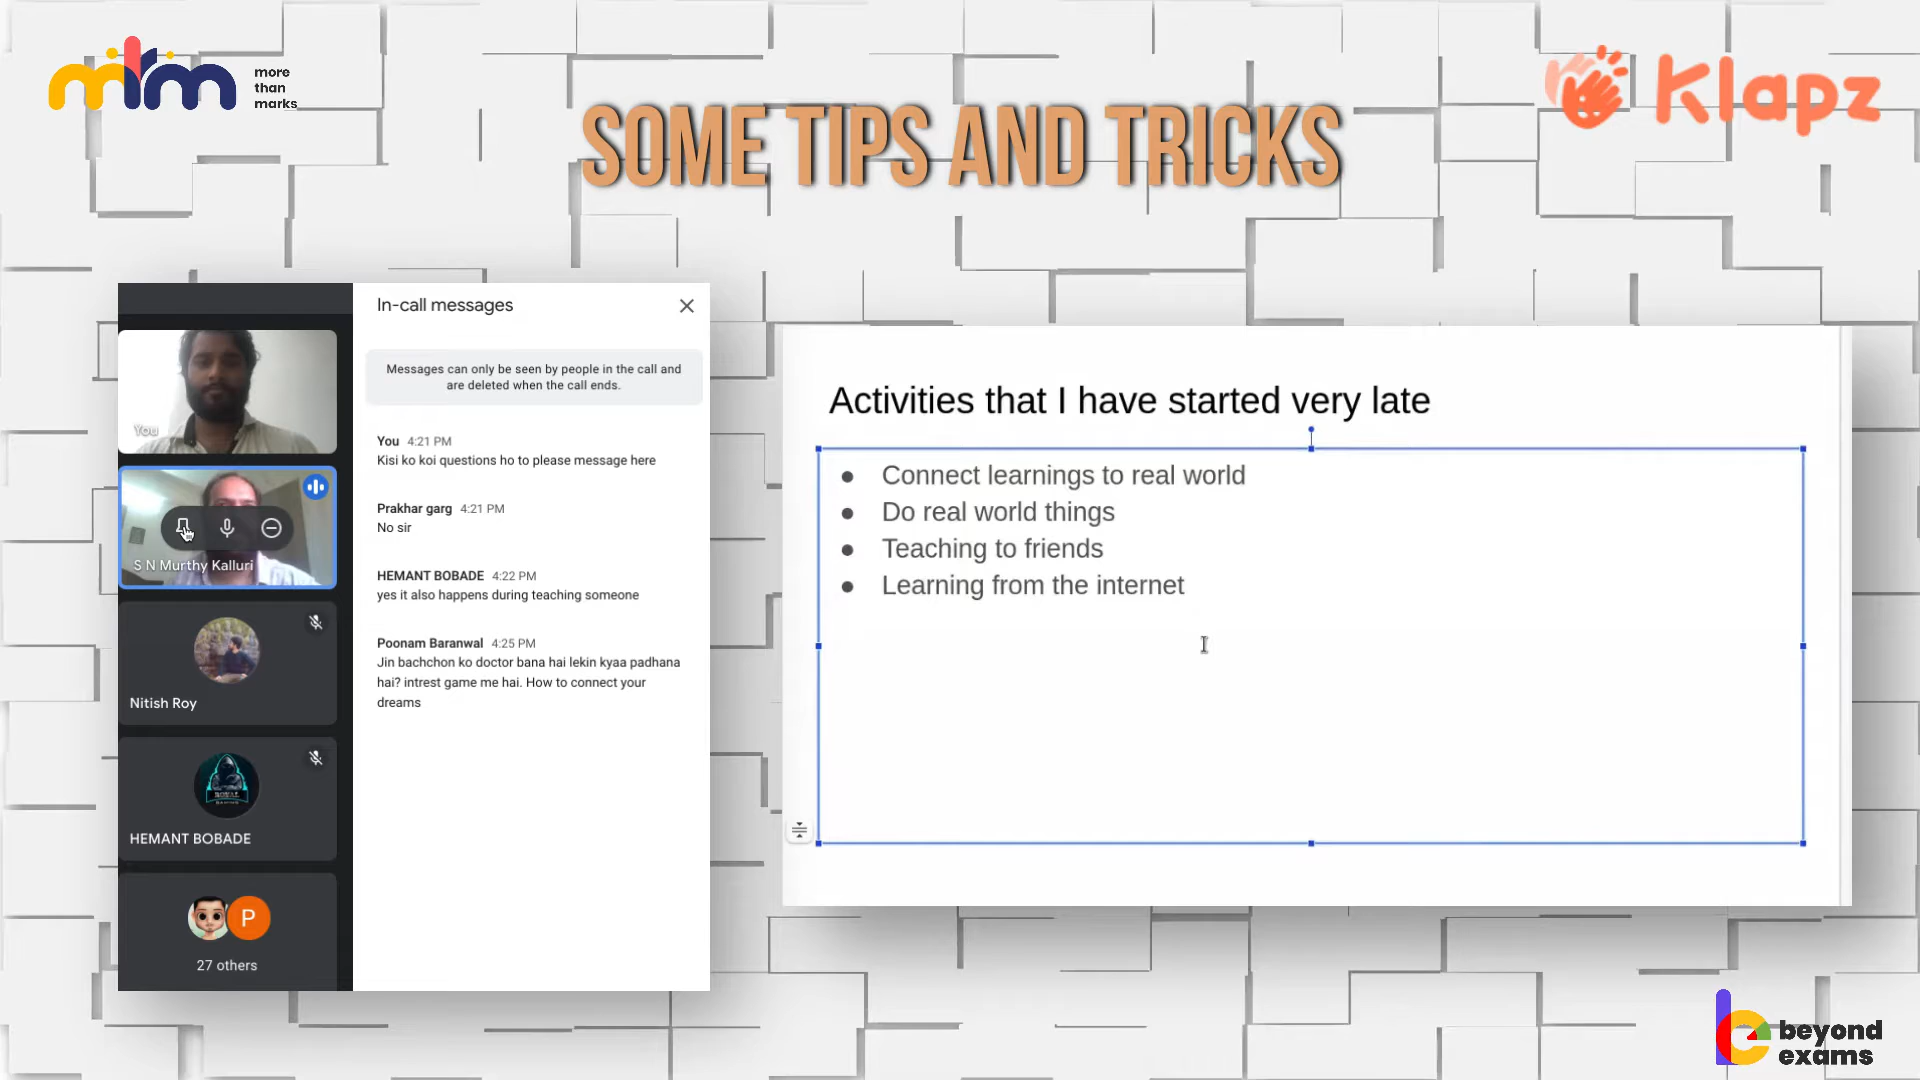 mtm
more
than
marks
Klapz
SOME TIPS AND TRICKS
In-call messages
Messages can only be seen by people in the call and
are deleted when the call ends.
You 4:21 PM
Kisi ko koi questions ho to please message here
Prakhar garg 4:21 PM
No sir
HEMANT BOBADE 4:22 PM
yes it also happens during teaching someone
Poonam Baranwal 4:25 PM
Jin bachchon ko doctor bana hai lekin kyaa padhana
hai? intrest game me hai. How to connect your
dreams
You
S N Murthy Kalluri
Nitish Roy
ROYAL
GAMING
HEMANT BOBADE
P
27 others
Activities that I have started very late
● Connect learnings to real world
● Do real world things
● Teaching to friends
● Learning from the internet
be
beyond
exams